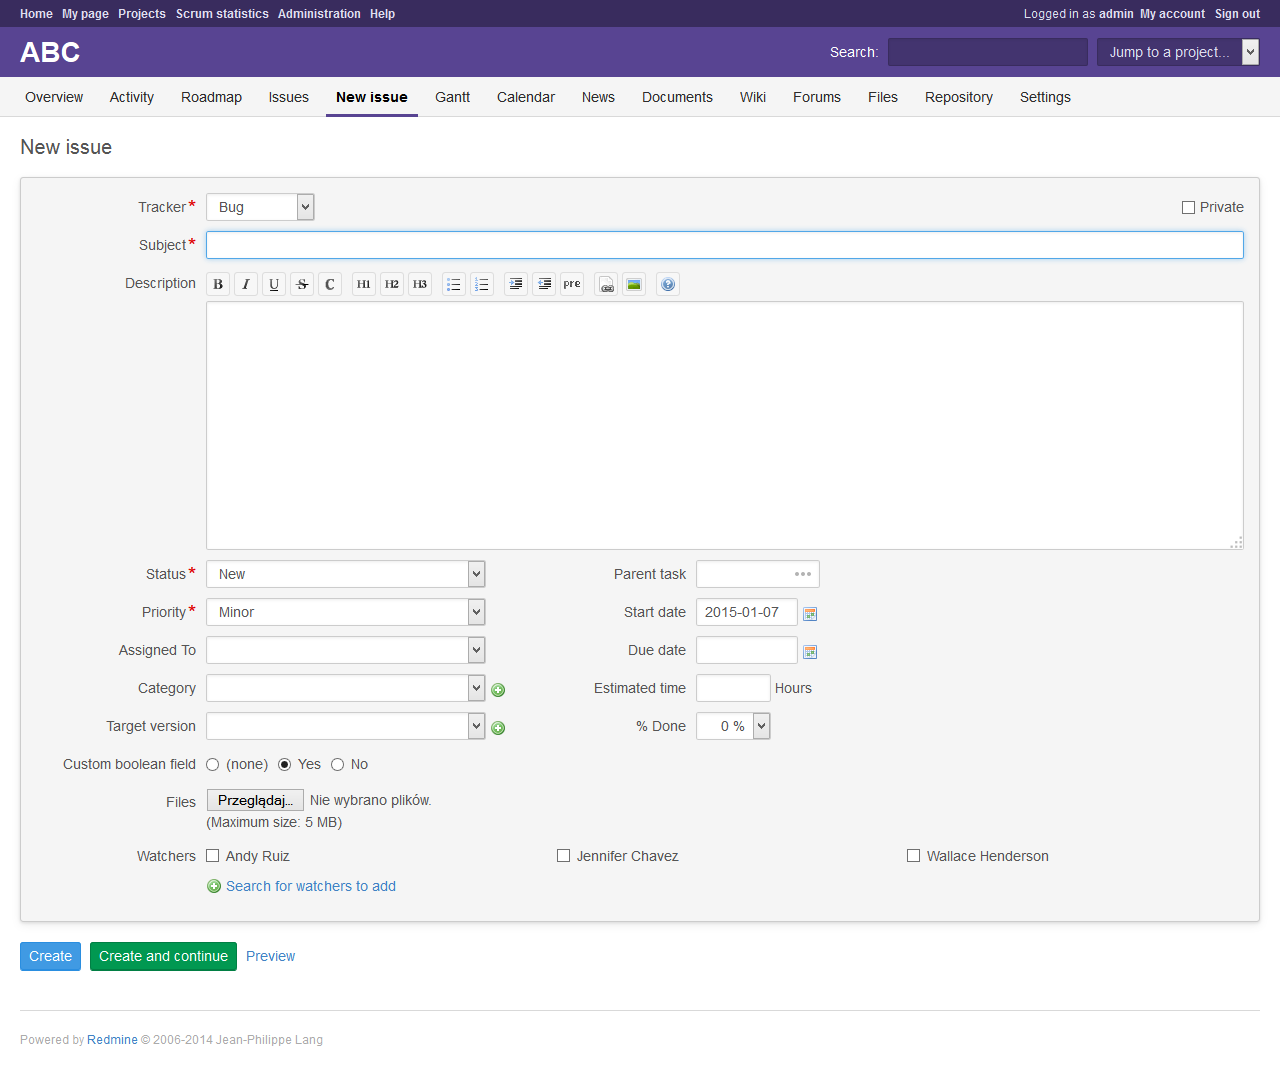 Home My page Projects Scrum statistics Administration Help Logged in as admin My account Sign out
ABC Search: Jump to a project...
Overview Activity Roadmap Issues New issue Gantt Calendar News Documents Wiki Forums Files Repository Settings
New issue
Tracker* Bug Private
Subject*
Description B I U S C H1 H2 H3 pre
Status* New Parent task
Priority* Minor Start date 2015-01-07
Assigned To Due date
Category Estimated time Hours
Target version % Done 0 %
Custom boolean field (none) Yes No
Files Przeglądaj... Nie wybrano plików.
(Maximum size: 5 MB)
Watchers Andy Ruiz Jennifer Chavez Wallace Henderson
Search for watchers to add
Create Create and continue Preview
Powered by Redmine © 2006-2014 Jean-Philippe Lang